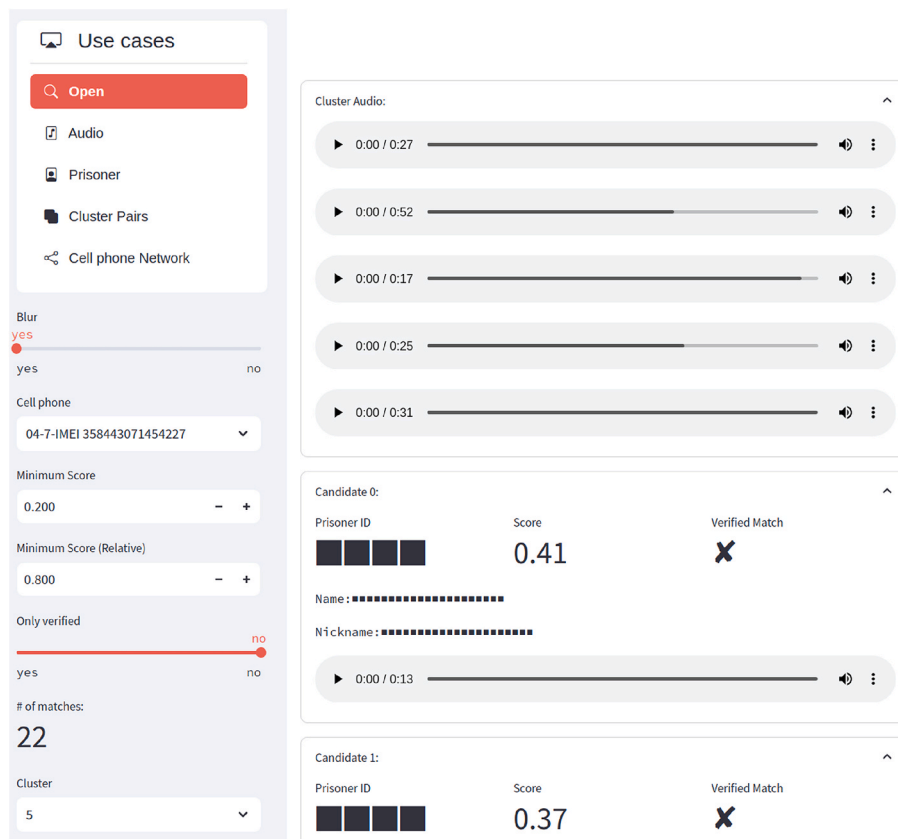 Use cases
Open
Audio
Prisoner
Cluster Pairs
Cell phone Network
Blur
yes
yes no
Cell phone
04-7-IMEI 358443071454227
Minimum Score
0.200 - +
Minimum Score (Relative)
0.800 - +
Only verified
no
yes no
# of matches:
22
Cluster
5
Cluster Audio:
0:00 / 0:27
0:00 / 0:52
0:00 / 0:17
0:00 / 0:25
0:00 / 0:31
Candidate 0:
Prisoner ID Score Verified Match
0.41 ✘
Name:
Nickname:
0:00 / 0:13
Candidate 1:
Prisoner ID Score Verified Match
0.37 ✘